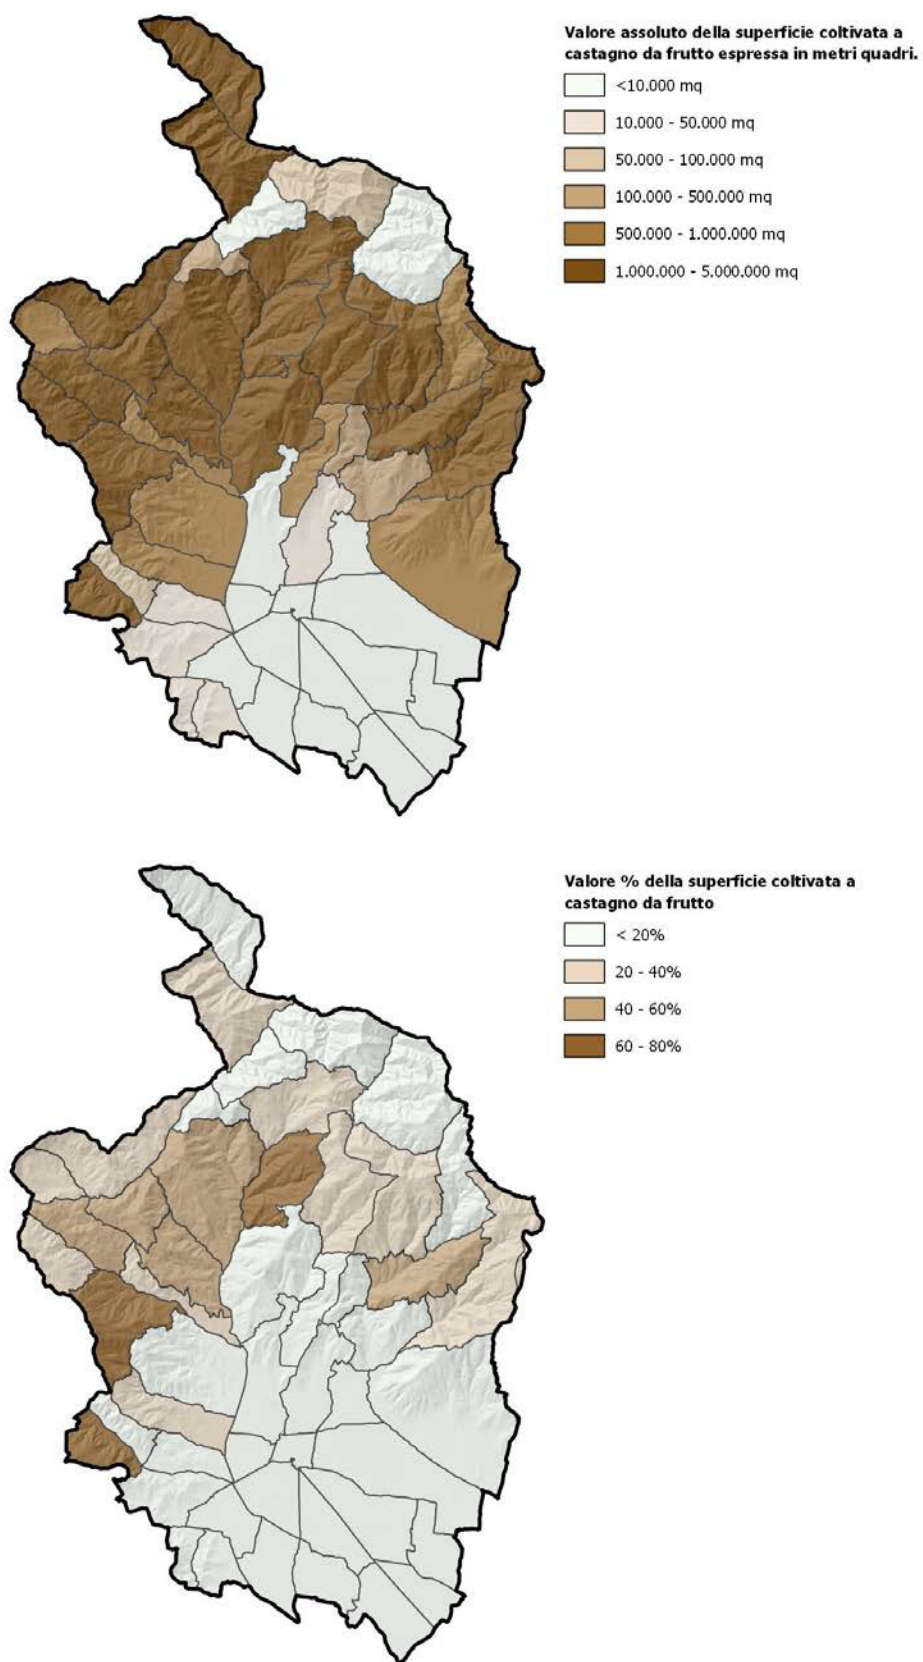 Valore assoluto della superficie coltivata a
castagno da frutto espressa in metri quadri.
<10.000 mq
10.000 - 50.000 mq
50.000 - 100.000 mq
100.000 - 500.000 mq
500.000 - 1.000.000 mq
1.000.000 - 5.000.000 mq
Valore % della superficie coltivata a
castagno da frutto
< 20%
20 - 40%
40 - 60%
60 - 80%